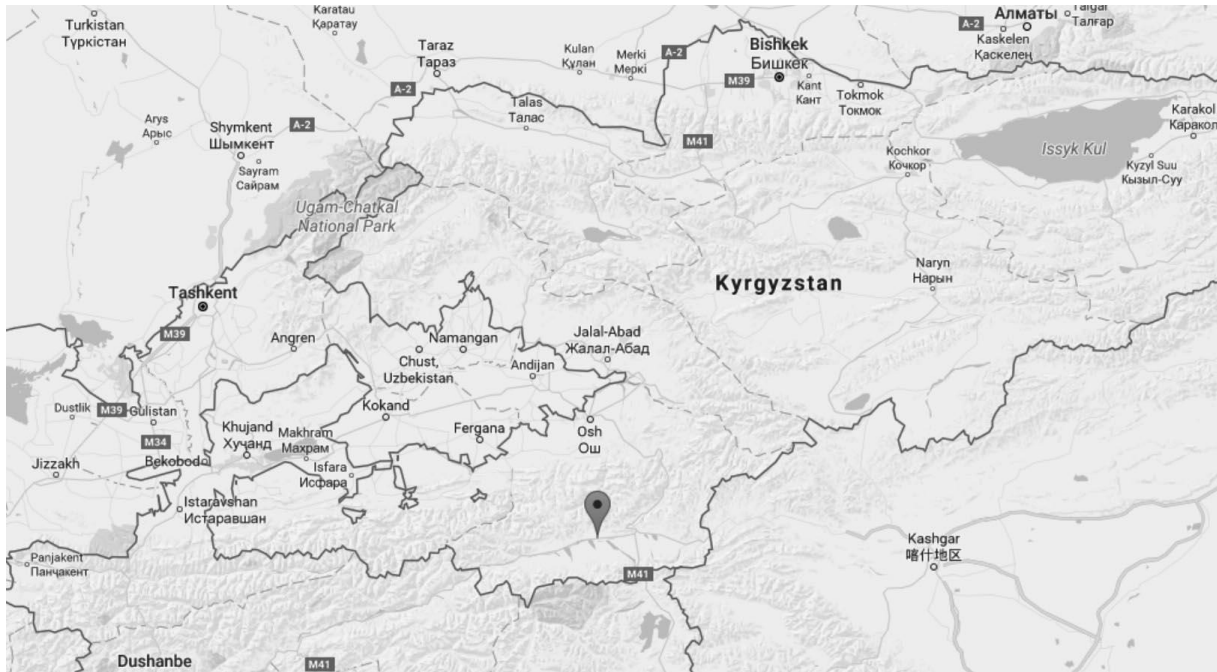 Turkistan
Түркістан
Karatau
Қаратау
A-2
Алматы
Talgar
Талғар
Kaskelen
Қаскелең
Taraz
Тараз
Kulan
Құлан
Merki
Меркі
A-2
Bishkek
Бишкек
M39
Kant
Кант
Tokmok
Токмок
A-2
Talas
Талас
Karakol
Каракол
Arys
Арыс
Shymkent
Шымкент
A-2
M41
Issyk Kul
Kochkor
Кочкор
Kyzyl Suu
Кызыл-Суу
Sayram
Сайрам
Ugam-Chatkal
National Park
Naryn
Нарын
Kyrgyzstan
Tashkent
M39
Angren
Namangan
Chust,
Uzbekistan
Jalal-Abad
Жалал-Абад
Andijan
Dustlik
M39
Gulistan
Kokand
Khujand
Хучанд
Makhram
Махрам
Fergana
Osh
Ош
M34
Jizzakh
Bekobod
Isfara
Исфара
Istaravshan
Истаравшан
Panjakent
Панҷакент
Kashgar
喀什地区
M41
Dushanbe
M41